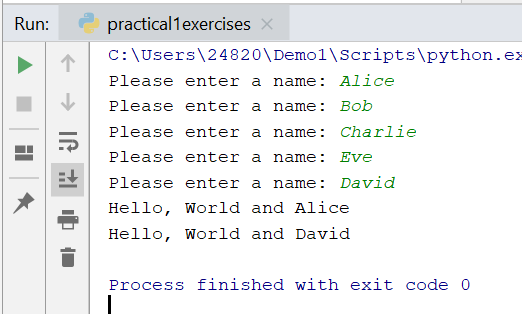 Run: practical1exercises
C:\Users\24820\Demo1\Scripts\python.ex
Please enter a name: Alice
Please enter a name: Bob
Please enter a name: Charlie
Please enter a name: Eve
Please enter a name: David
Hello, World and Alice
Hello, World and David
Process finished with exit code 0